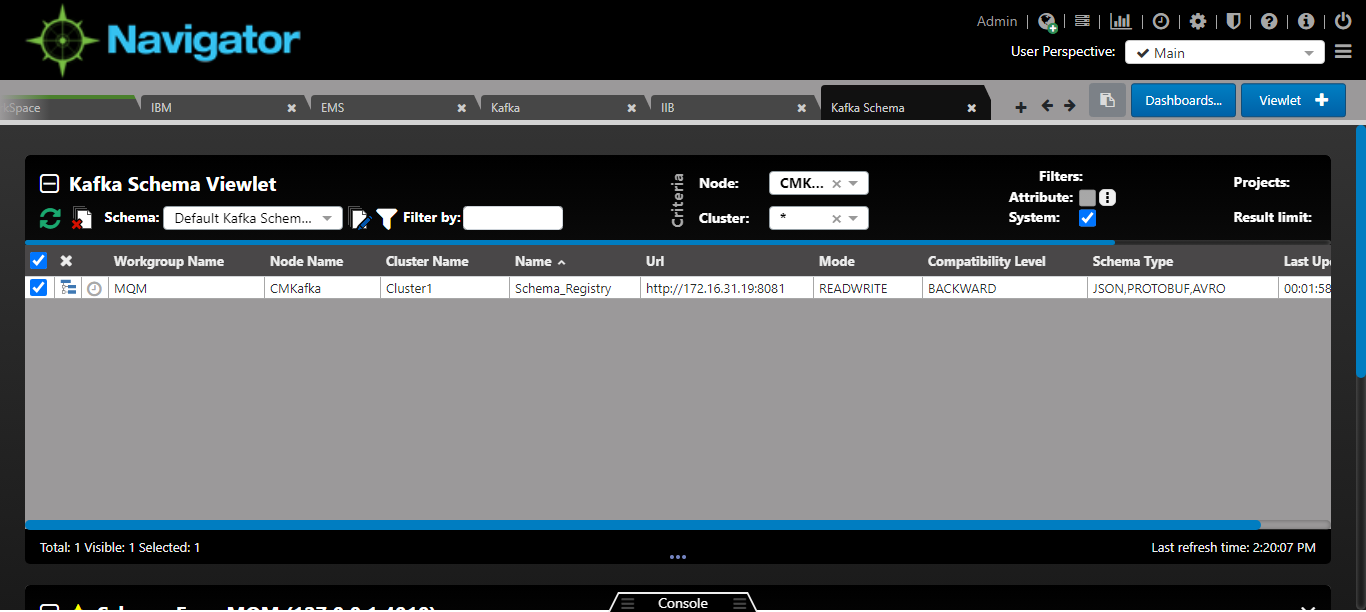 Navigator
Admin
User Perspective: Main
Space IBM EMS Kafka IIB Kafka Schema Dashboards... Viewlet
Kafka Schema Viewlet
Schema: Default Kafka Schem... Filter by:
Criteria
Node: CMK...
Cluster: *
Filters:
Attribute:
System:
Projects:
Result limit:
Workgroup Name Node Name Cluster Name Name Url Mode Compatibility Level Schema Type Last Up
MQM CMKafka Cluster1 Schema_Registry http://172.16.31.19:8081 READWRITE BACKWARD JSON,PROTOBUF,AVRO 00:01:58
Total: 1 Visible: 1 Selected: 1
Last refresh time: 2:20:07 PM
Console